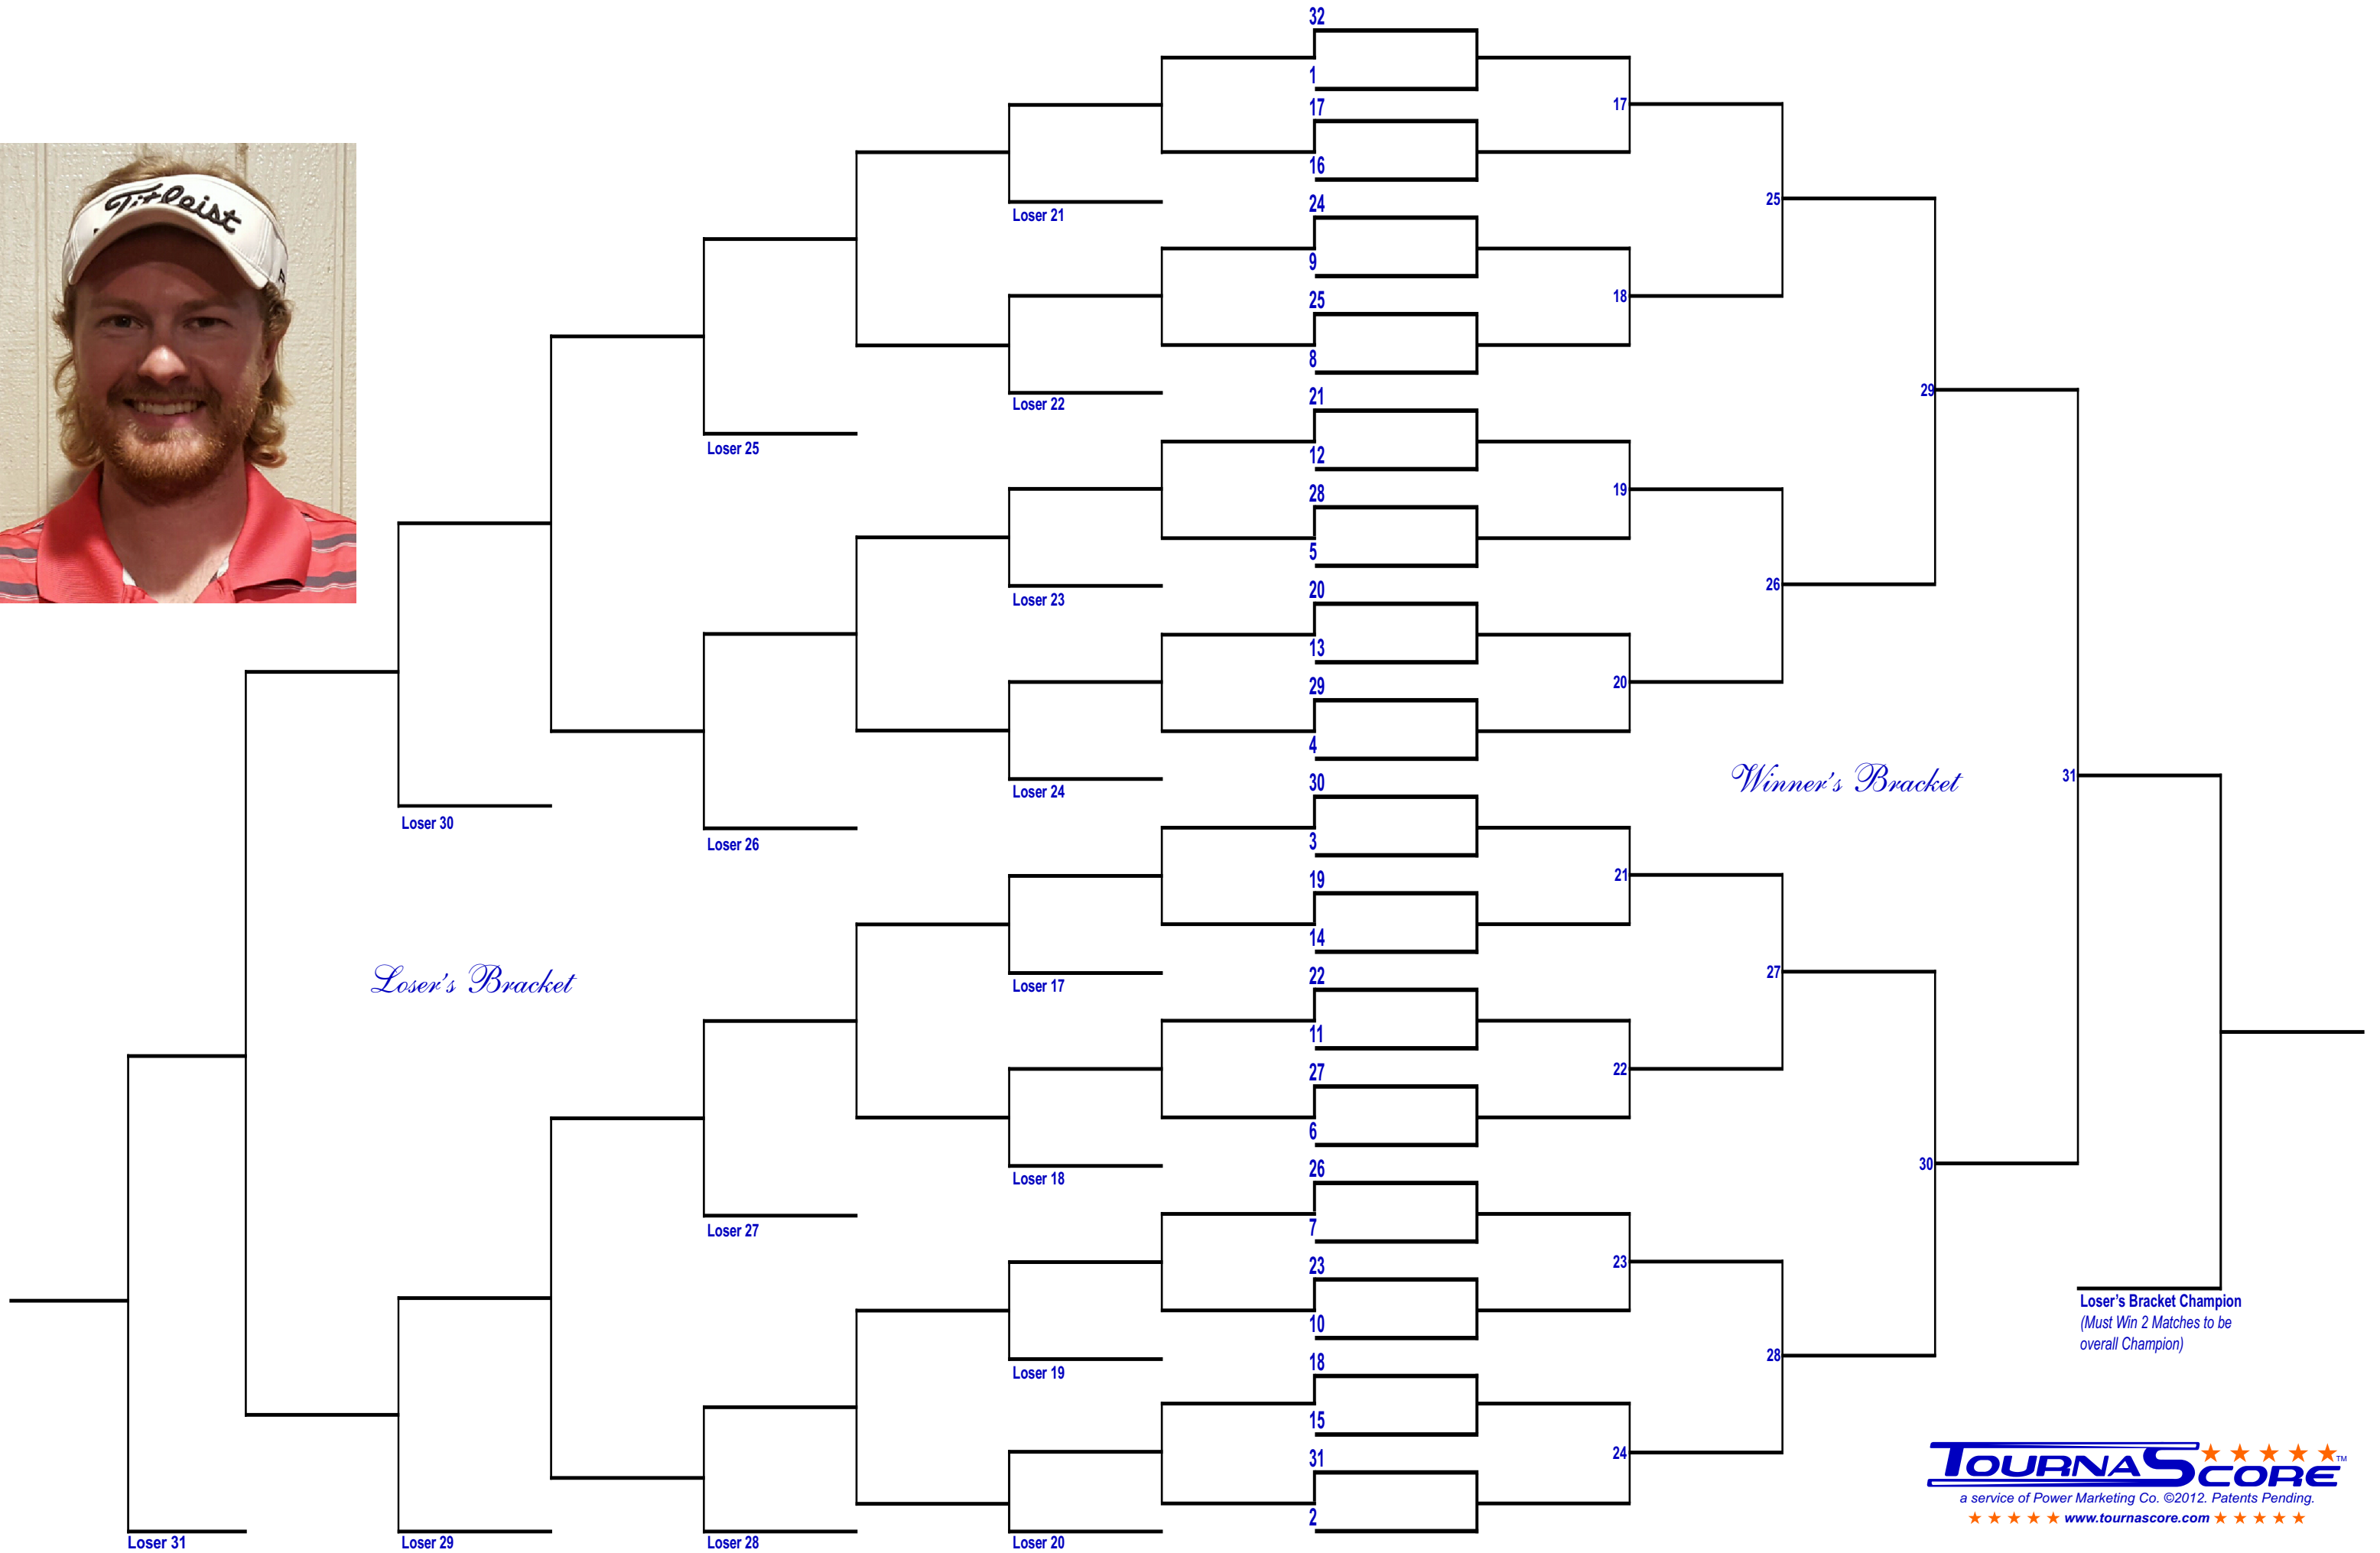 32
1
17
17
16
25
Titleist
Loser 21
24
9
18
25
8
29
21
Loser 22
12
Loser 25
28
19
5
26
20
Loser 23
13
20
29
4
Winner's Bracket
31
30
Loser 24
Loser 30
3
Loser 26
21
19
14
Loser's Bracket
27
22
Loser 17
11
22
27
6
30
26
Loser 18
7
Loser 27
23
23
Loser's Bracket Champion
(Must Win 2 Matches to be
overall Champion)
10
28
18
Loser 19
15
24
31
TournaScore TM
a service of Power Marketing Co. ©2012. Patents Pending.
www.tournascore.com
2
Loser 31
Loser 29
Loser 28
Loser 20